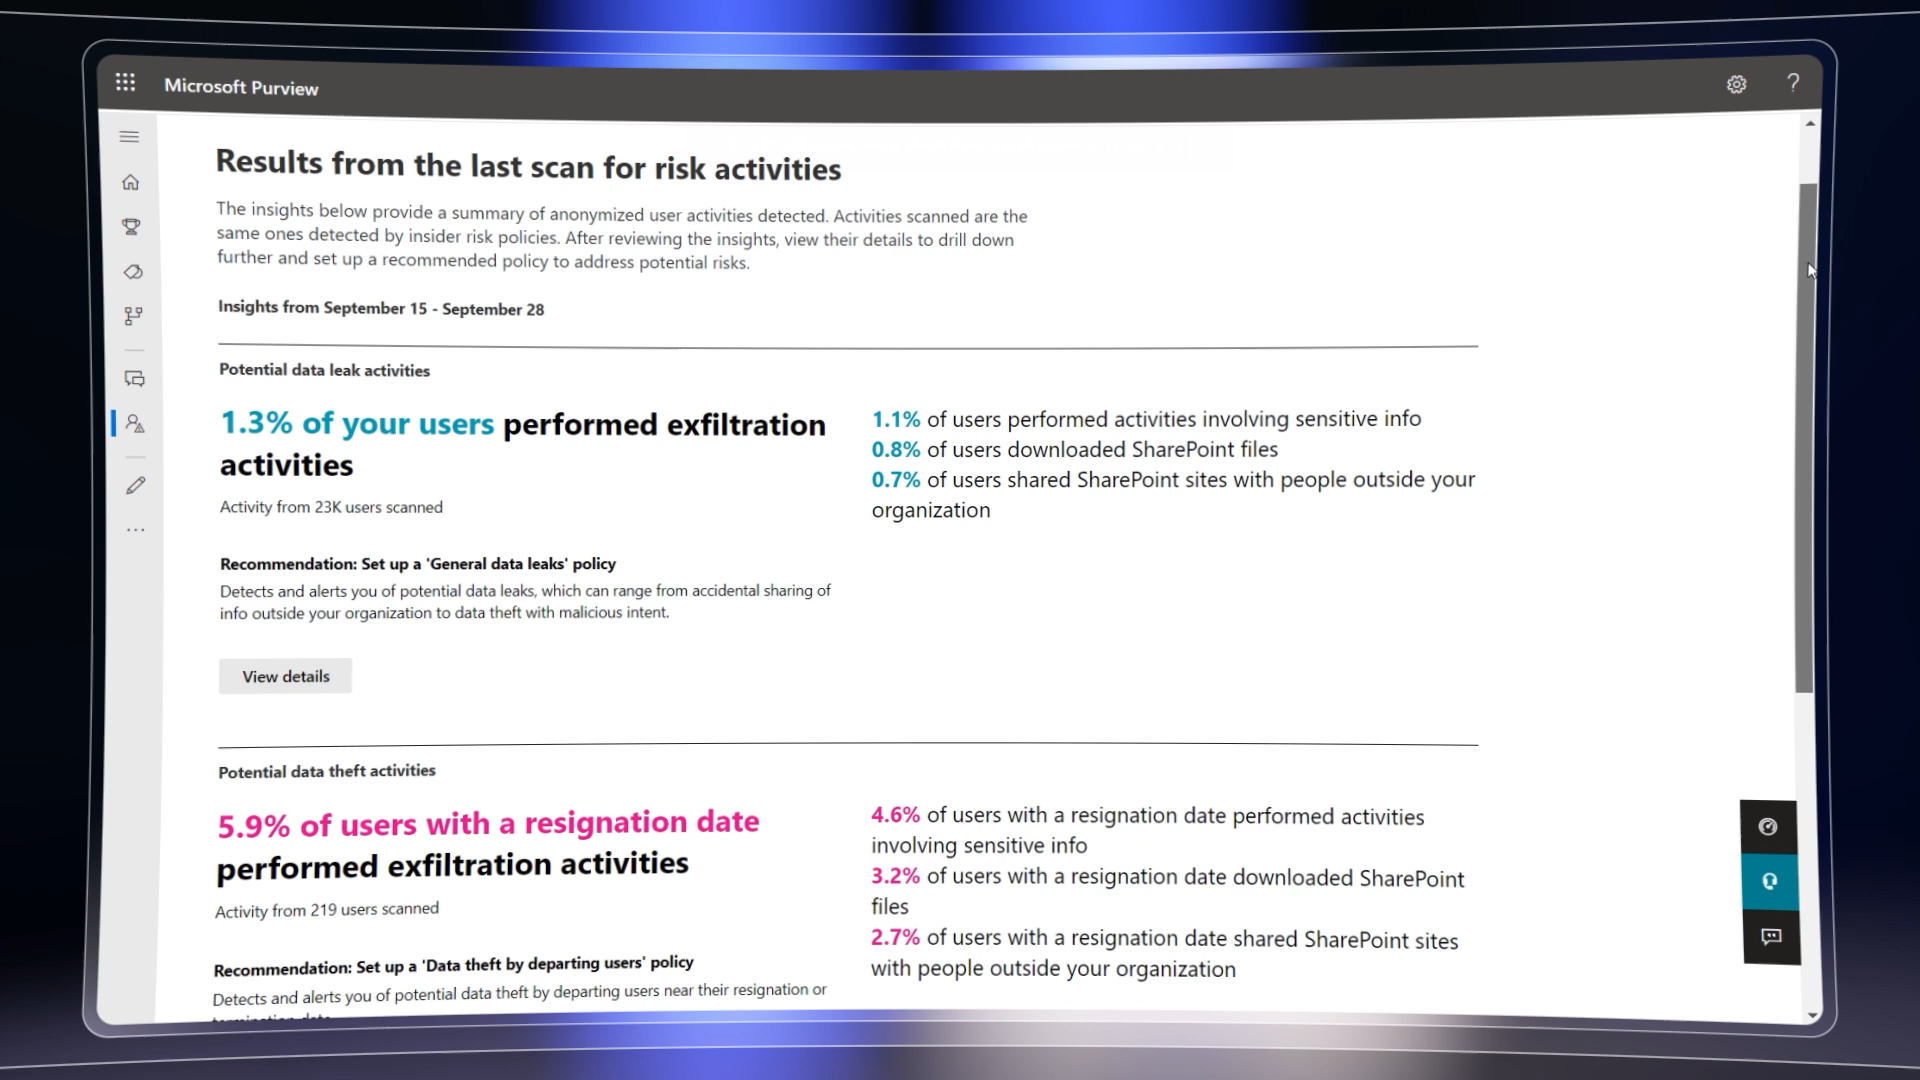 Microsoft Purview
?
Results from the last scan for risk activities
The insights below provide a summary of anonymized user activities detected. Activities scanned are the
same ones detected by insider risk policies. After reviewing the insights, view their details to drill down
further and set up a recommended policy to address potential risks.
Insights from September 15 - September 28
Potential data leak activities
1.3% of your users performed exfiltration
activities
Activity from 23K users scanned
1.1% of users performed activities involving sensitive info
0.8% of users downloaded SharePoint files
0.7% of users shared SharePoint sites with people outside your
organization
Recommendation: Set up a 'General data leaks' policy
Detects and alerts you of potential data leaks, which can range from accidental sharing of
info outside your organization to data theft with malicious intent.
View details
Potential data theft activities
5.9% of users with a resignation date
performed exfiltration activities
Activity from 219 users scanned
4.6% of users with a resignation date performed activities
involving sensitive info
3.2% of users with a resignation date downloaded SharePoint
files
2.7% of users with a resignation date shared SharePoint sites
with people outside your organization
Recommendation: Set up a 'Data theft by departing users' policy
Detects and alerts you of potential data theft by departing users near their resignation or